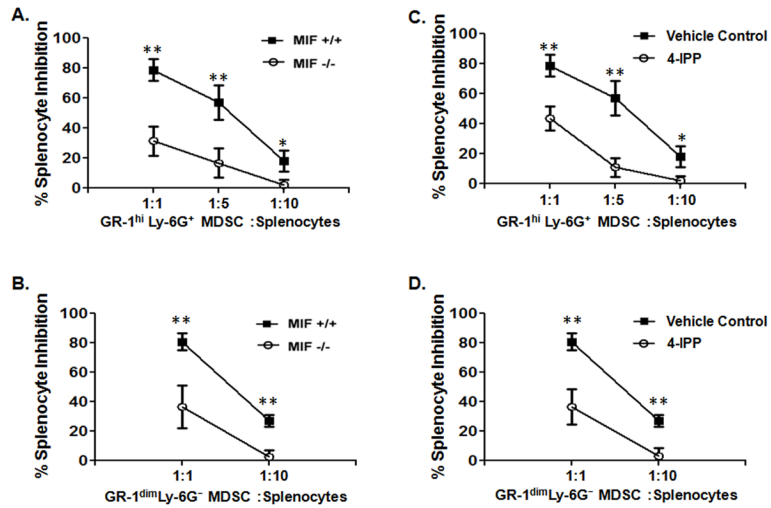 A.
MIF +/+
MIF -/-
% Splenocyte Inhibition
100
80
60
40
20
0
** ** *
1:1 1:5 1:10
GR-1ʰⁱ Ly-6G⁺ MDSC :Splenocytes
C.
Vehicle Control
4-IPP
% Splenocyte Inhibition
100
80
60
40
20
0
** ** *
1:1 1:5 1:10
GR-1ʰⁱ Ly-6G⁺ MDSC :Splenocytes
B.
MIF +/+
MIF -/-
% Splenocyte Inhibition
100
80
60
40
20
0
** **
1:1 1:10
GR-1ᵈⁱᵐLy-6G⁻ MDSC :Splenocytes
D.
Vehicle Control
4-IPP
% Splenocyte Inhibition
100
80
60
40
20
0
** **
1:1 1:10
GR-1ᵈⁱᵐLy-6G⁻ MDSC :Splenocytes